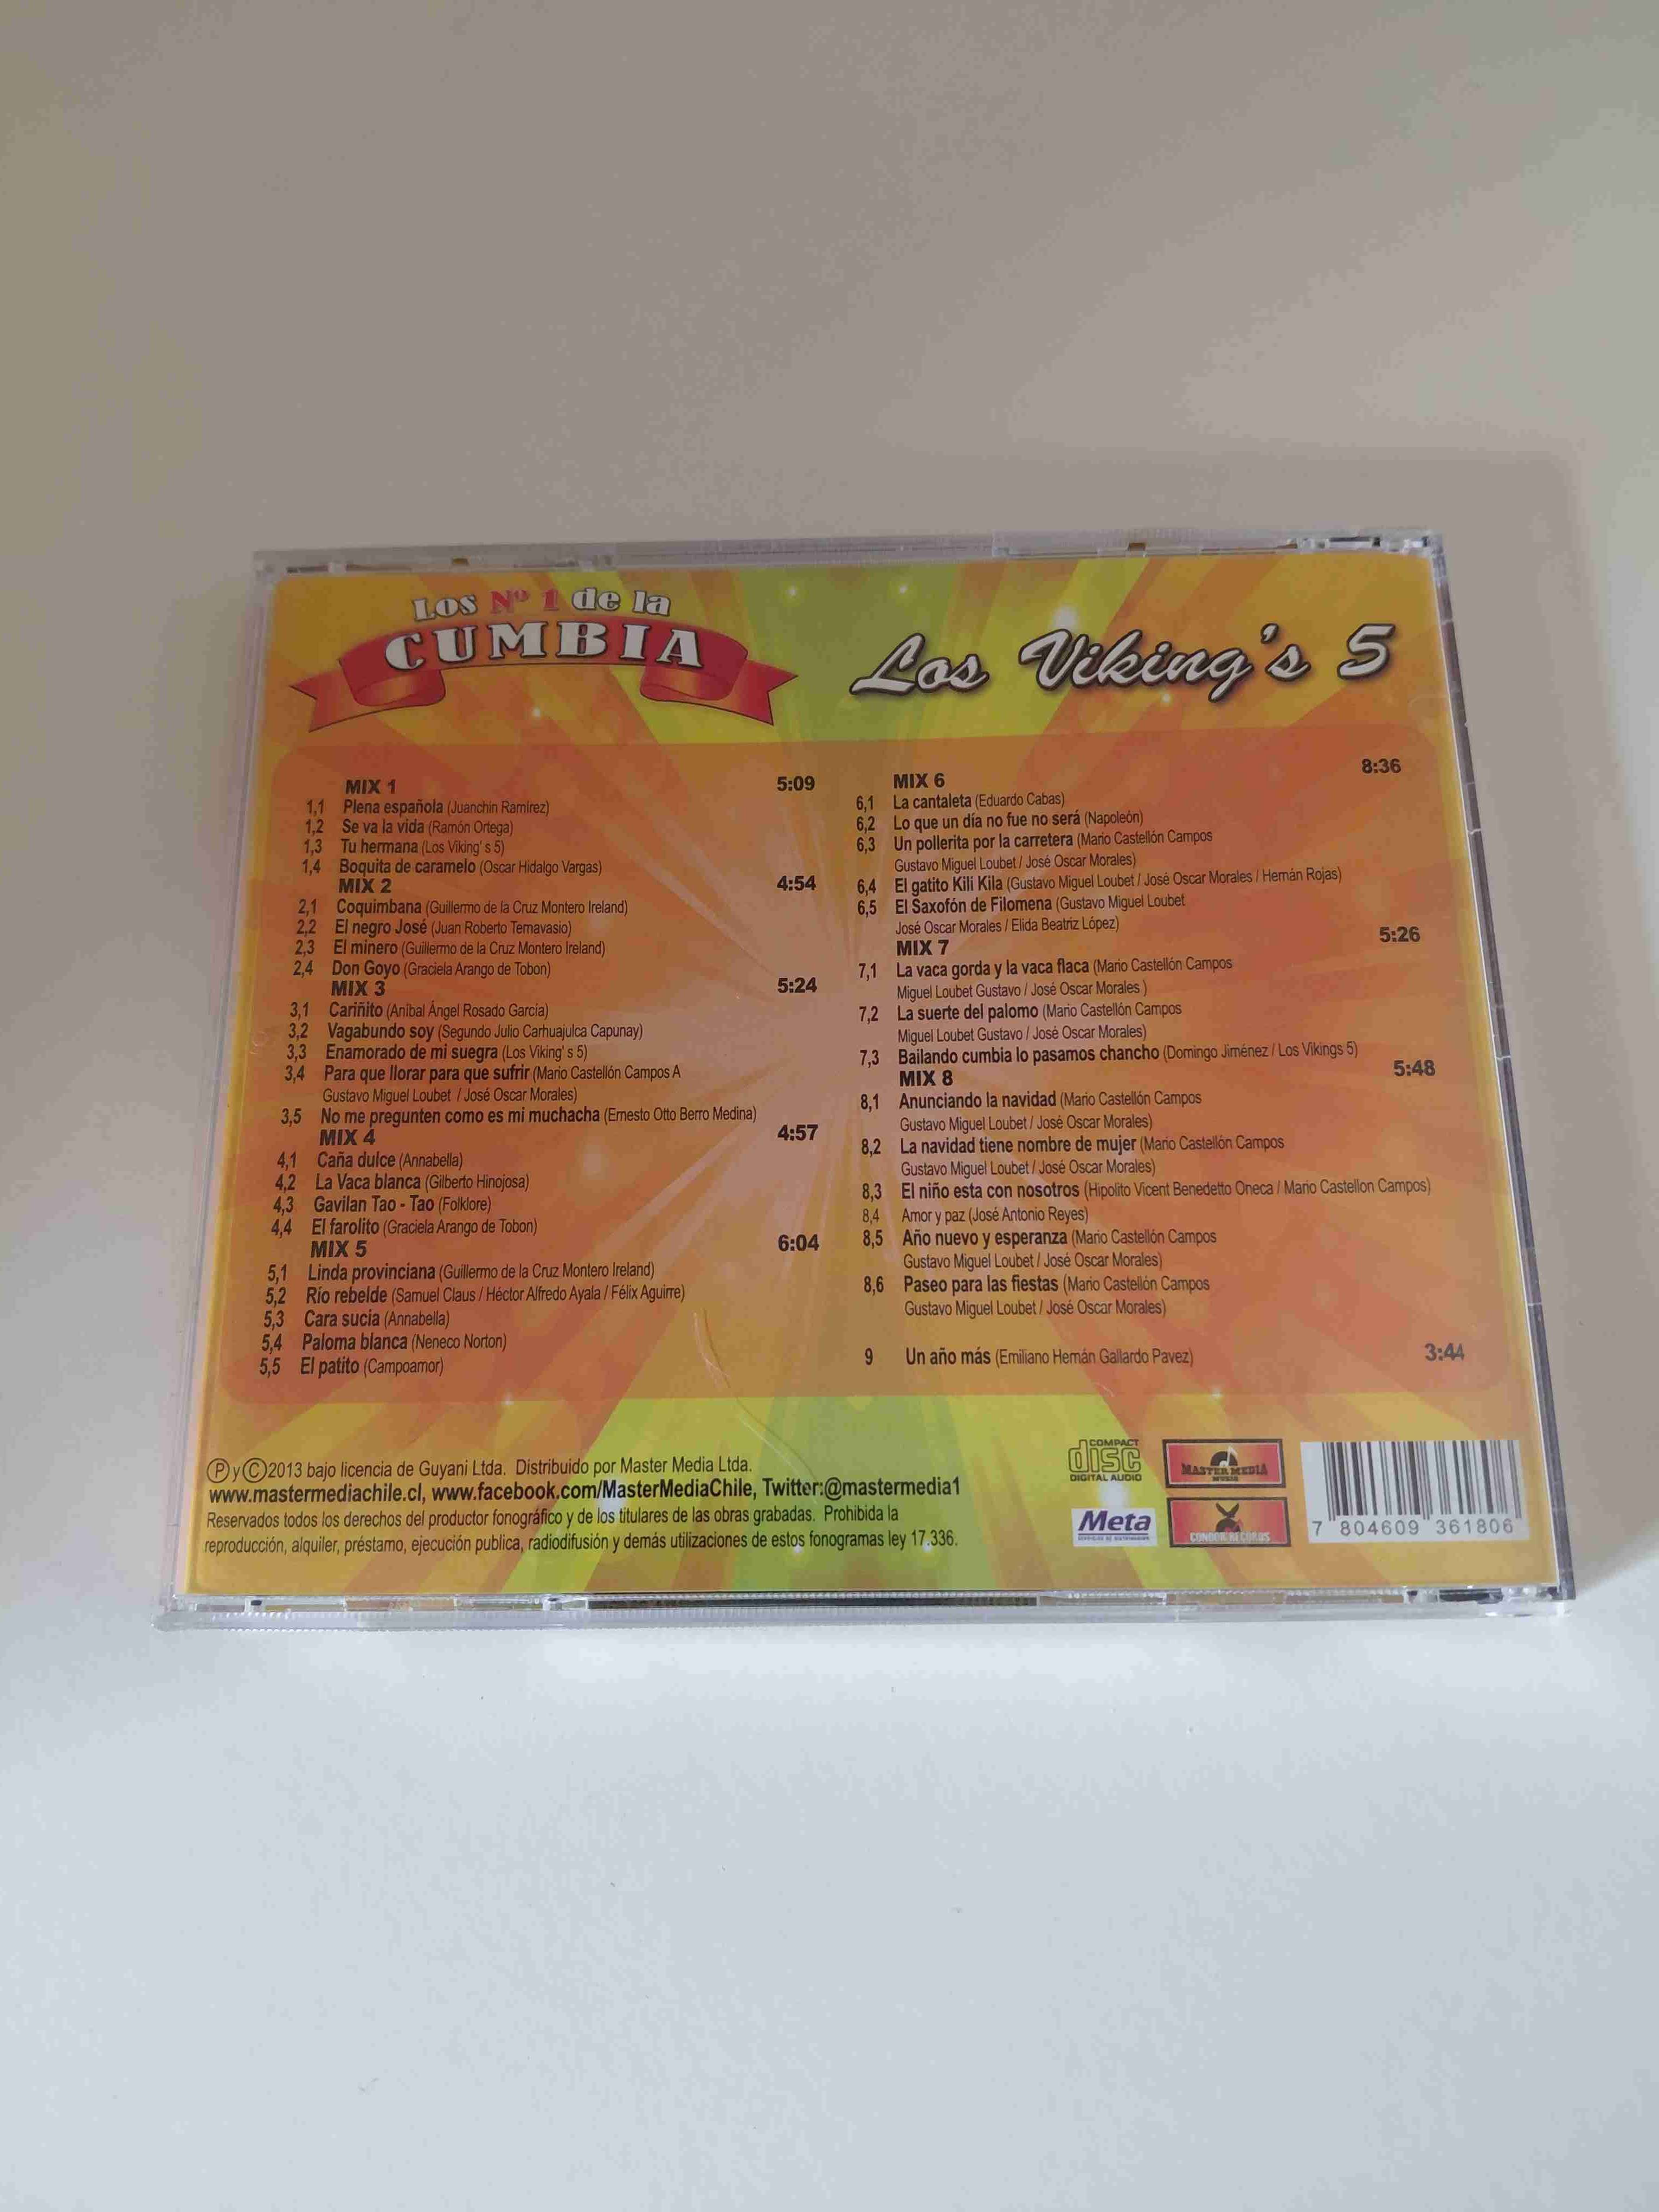 Los Nº 1 de la
CUMBIA
Los Viking's 5
MIX 1 5:09
1,1 Plena española (Juanchin Ramírez)
1,2 Se va la vida (Ramón Ortega)
1,3 Tu hermana (Los Viking' s 5)
1,4 Boquita de caramelo (Oscar Hidalgo Vargas)
MIX 2 4:54
2,1 Coquimbana (Guillermo de la Cruz Montero Ireland)
2,2 El negro José (Juan Roberto Ternavasio)
2,3 El minero (Guillermo de la Cruz Montero Ireland)
2,4 Don Goyo (Graciela Arango de Tobon)
MIX 3 5:24
3,1 Cariñito (Aníbal Ángel Rosado García)
3,2 Vagabundo soy (Segundo Julio Carhuajulca Capunay)
3,3 Enamorado de mi suegra (Los Viking' s 5)
3,4 Para que llorar para que sufrir (Mario Castellón Campos A
Gustavo Miguel Loubet / José Oscar Morales)
3,5 No me pregunten como es mi muchacha (Ernesto Otto Berro Medina)
MIX 4 4:57
4,1 Caña dulce (Annabella)
4,2 La Vaca blanca (Gilberto Hinojosa)
4,3 Gavilan Tao - Tao (Folklore)
4,4 El farolito (Graciela Arango de Tobon)
MIX 5 6:04
5,1 Linda provinciana (Guillermo de la Cruz Montero Ireland)
5,2 Río rebelde (Samuel Claus / Héctor Alfredo Ayala / Félix Aguirre)
5,3 Cara sucia (Annabella)
5,4 Paloma blanca (Neneco Norton)
5,5 El patito (Campoamor)
MIX 6 8:36
6,1 La cantaleta (Eduardo Cabas)
6,2 Lo que un día no fue no será (Napoleón)
6,3 Un pollerita por la carretera (Mario Castellón Campos
Gustavo Miguel Loubet / José Oscar Morales)
6,4 El gatito Kili Kila (Gustavo Miguel Loubet / José Oscar Morales / Hernán Rojas)
6,5 El Saxofón de Filomena (Gustavo Miguel Loubet
José Oscar Morales / Elida Beatriz López)
MIX 7 5:26
7,1 La vaca gorda y la vaca flaca (Mario Castellón Campos
Miguel Loubet Gustavo / José Oscar Morales )
7,2 La suerte del palomo (Mario Castellón Campos
Miguel Loubet Gustavo / José Oscar Morales)
7,3 Bailando cumbia lo pasamos chancho (Domingo Jiménez / Los Vikings 5)
MIX 8 5:48
8,1 Anunciando la navidad (Mario Castellón Campos
Gustavo Miguel Loubet / José Oscar Morales)
8,2 La navidad tiene nombre de mujer (Mario Castellón Campos
Gustavo Miguel Loubet / José Oscar Morales)
8,3 El niño esta con nosotros (Hipolito Vicent Benedetto Oneca / Mario Castellon Campos)
8,4 Amor y paz (José Antonio Reyes)
8,5 Año nuevo y esperanza (Mario Castellón Campos
Gustavo Miguel Loubet / José Oscar Morales)
8,6 Paseo para las fiestas (Mario Castellón Campos
Gustavo Miguel Loubet / José Oscar Morales)
9 Un año más (Emiliano Hernán Gallardo Pavez) 3:44
Ⓟ y Ⓒ 2013 bajo licencia de Guyani Ltda. Distribuido por Master Media Ltda.
www.mastermediachile.cl, www.facebook.com/MasterMediaChile, Twitter:@mastermedia1
Reservados todos los derechos del productor fonográfico y de los titulares de las obras grabadas. Prohibida la
reproducción, alquiler, préstamo, ejecución publica, radiodifusión y demás utilizaciones de estos fonogramas ley 17.336.
COMPACT
disc
DIGITAL AUDIO
MASTER MEDIA
MUSIC
Meta
CONDOR RECORDS
7 804609 361806